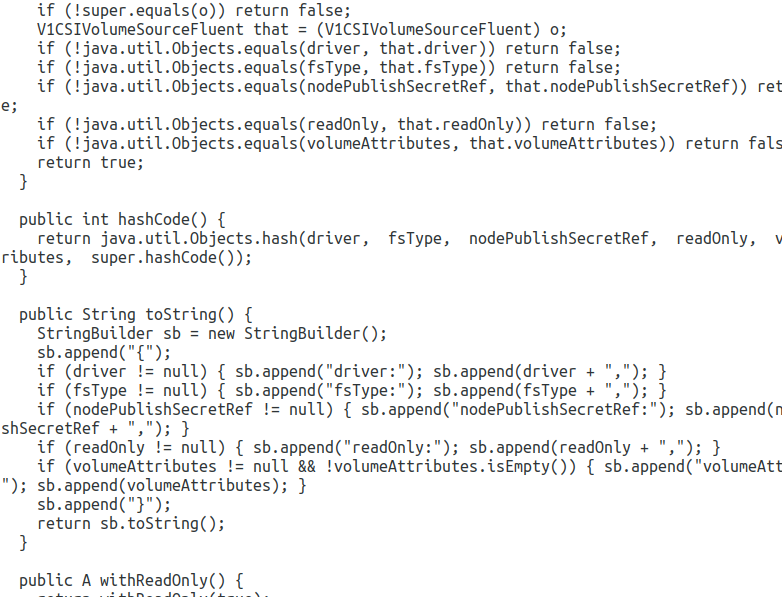 if (!super.equals(o)) return false;
    V1CSIVolumeSourceFluent that = (V1CSIVolumeSourceFluent) o;
    if (!java.util.Objects.equals(driver, that.driver)) return false;
    if (!java.util.Objects.equals(fsType, that.fsType)) return false;
    if (!java.util.Objects.equals(nodePublishSecretRef, that.nodePublishSecretRef)) ret
e;
    if (!java.util.Objects.equals(readOnly, that.readOnly)) return false;
    if (!java.util.Objects.equals(volumeAttributes, that.volumeAttributes)) return fals
    return true;
  }

  public int hashCode() {
    return java.util.Objects.hash(driver,  fsType,  nodePublishSecretRef,  readOnly,  v
ributes,  super.hashCode());
  }

  public String toString() {
    StringBuilder sb = new StringBuilder();
    sb.append("{");
    if (driver != null) { sb.append("driver:"); sb.append(driver + ","); }
    if (fsType != null) { sb.append("fsType:"); sb.append(fsType + ","); }
    if (nodePublishSecretRef != null) { sb.append("nodePublishSecretRef:"); sb.append(n
shSecretRef + ","); }
    if (readOnly != null) { sb.append("readOnly:"); sb.append(readOnly + ","); }
    if (volumeAttributes != null && !volumeAttributes.isEmpty()) { sb.append("volumeAtt
"); sb.append(volumeAttributes); }
    sb.append("}");
    return sb.toString();
  }

  public A withReadOnly() {
    return withReadOnly(true);